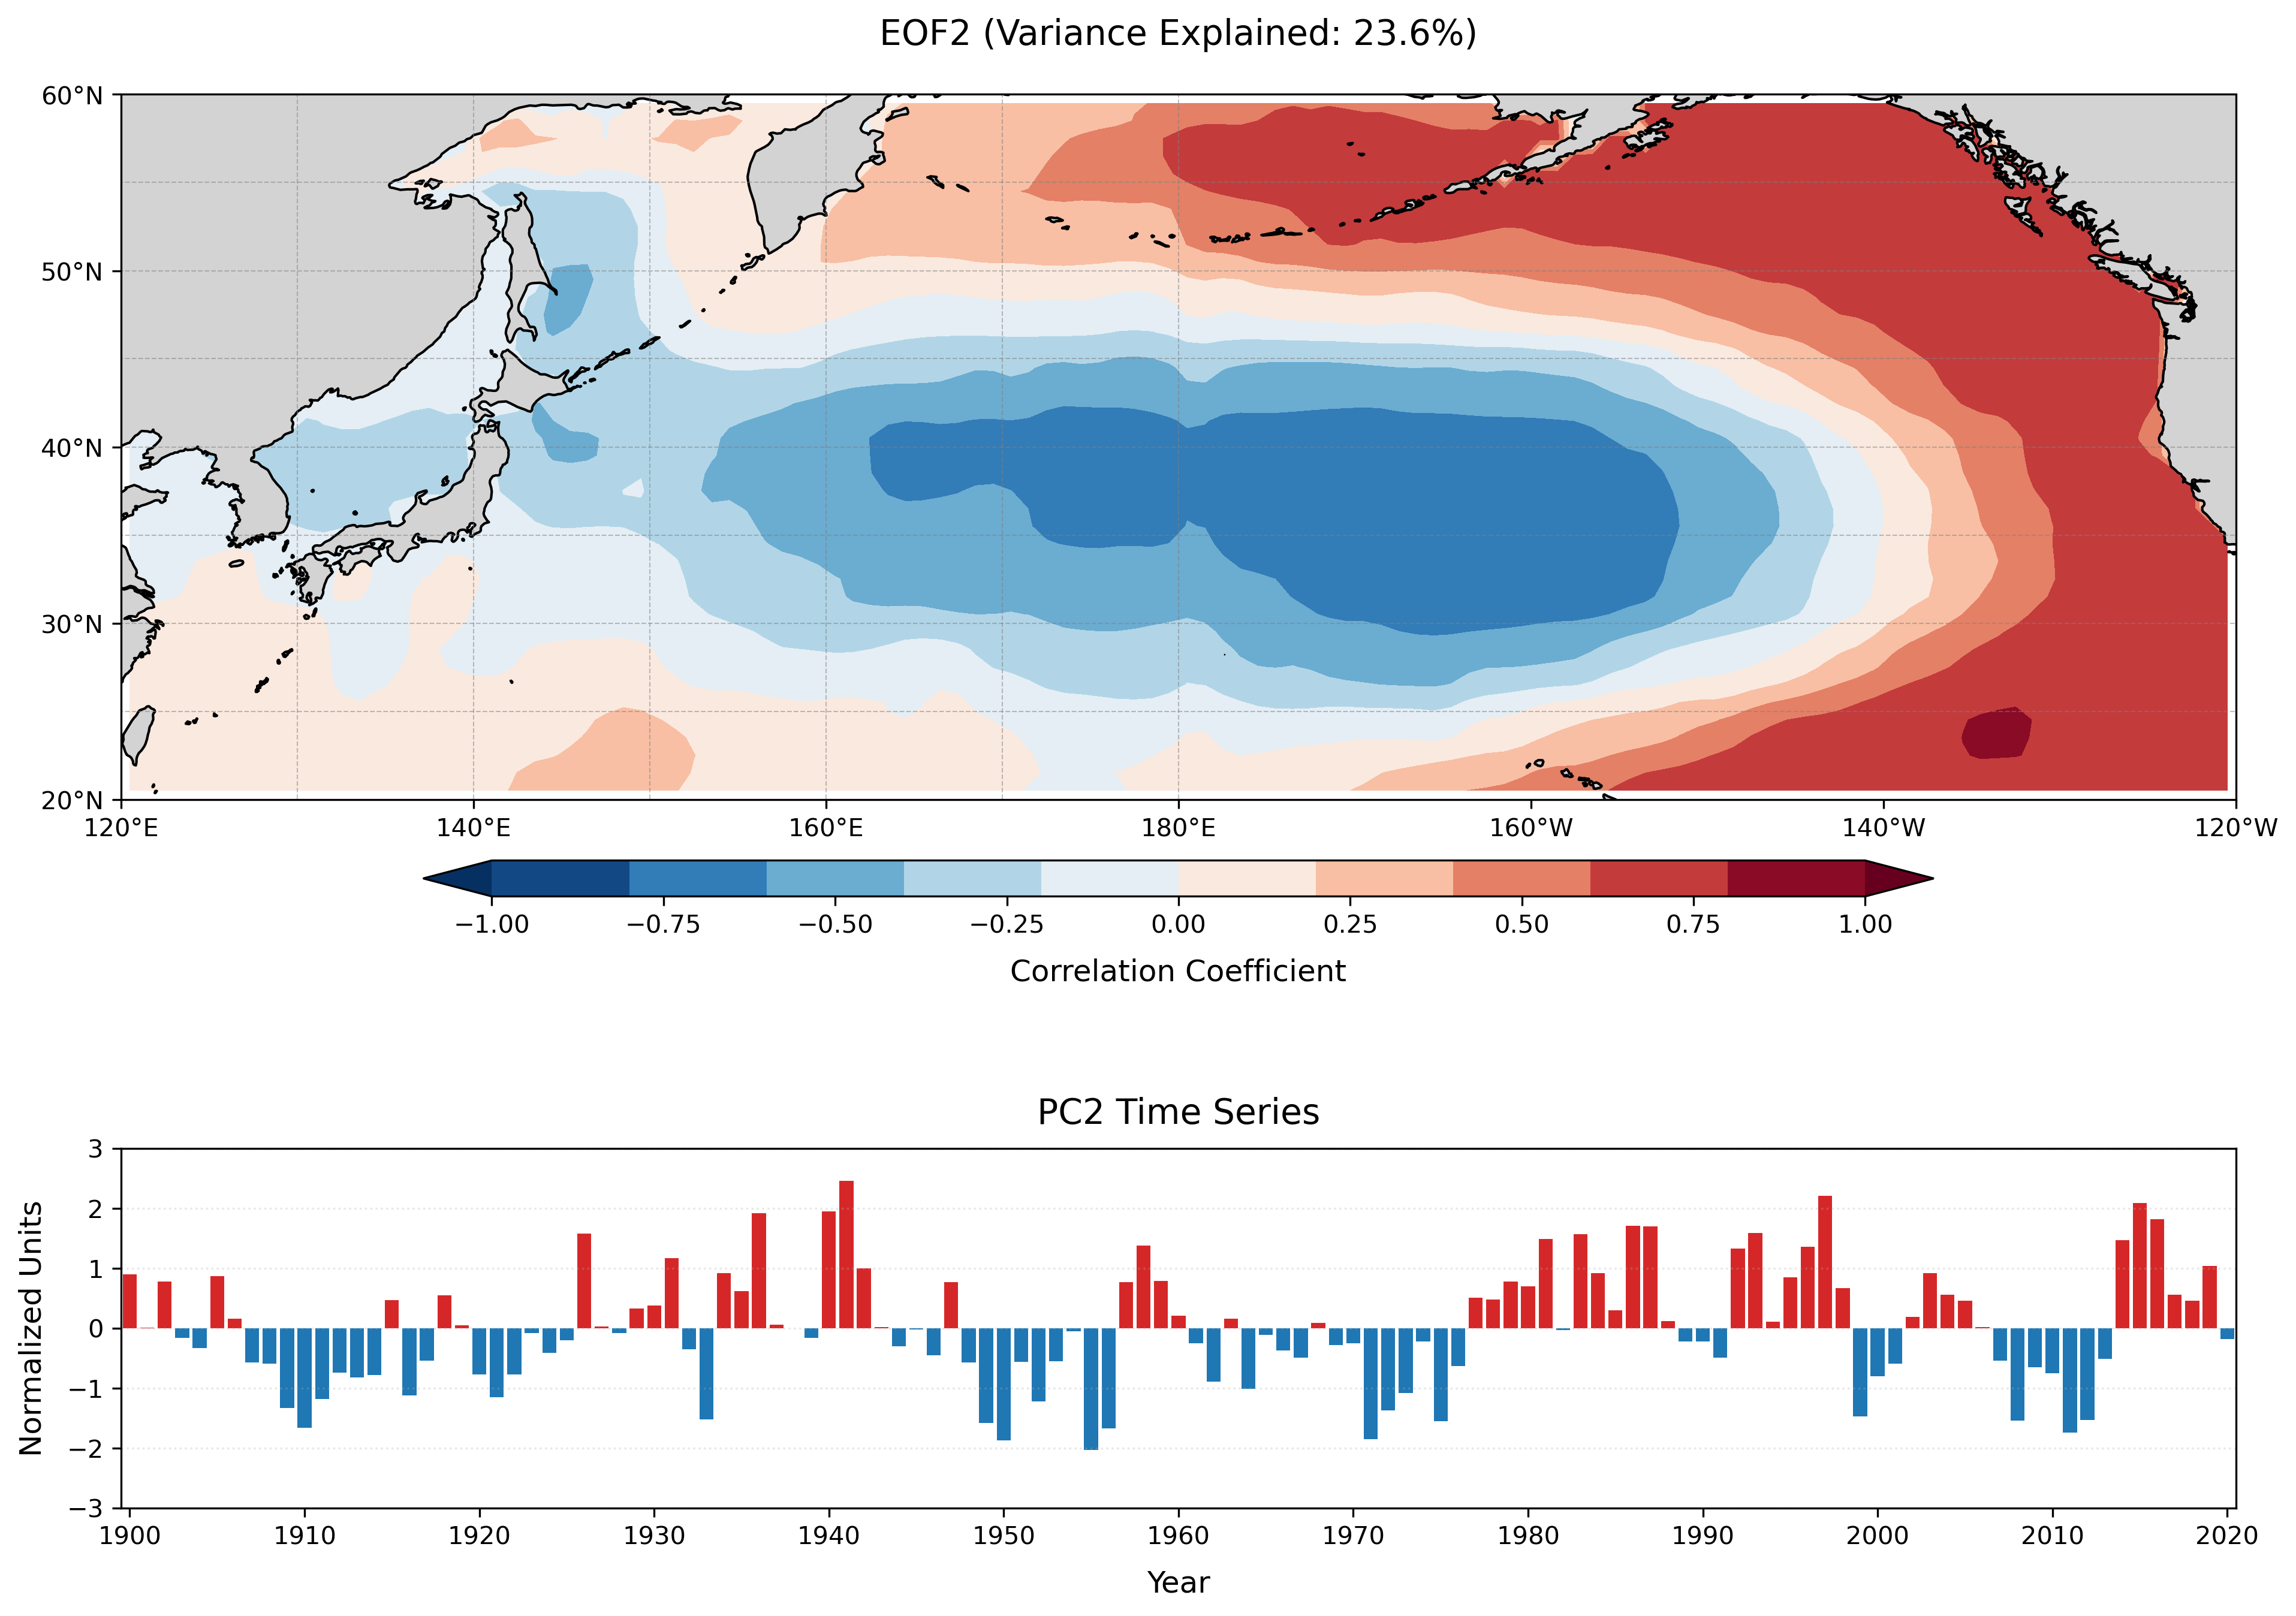 EOF2 (Variance Explained: 23.6%)
60°N
50°N
40°N
30°N
20°N
120°E 140°E 160°E 180°E 160°W 140°W 120°W
−1.00 −0.75 −0.50 −0.25 0.00 0.25 0.50 0.75 1.00
Correlation Coefficient
PC2 Time Series
Normalized Units
3
2
1
0
−1
−2
−3
1900 1910 1920 1930 1940 1950 1960 1970 1980 1990 2000 2010 2020
Year